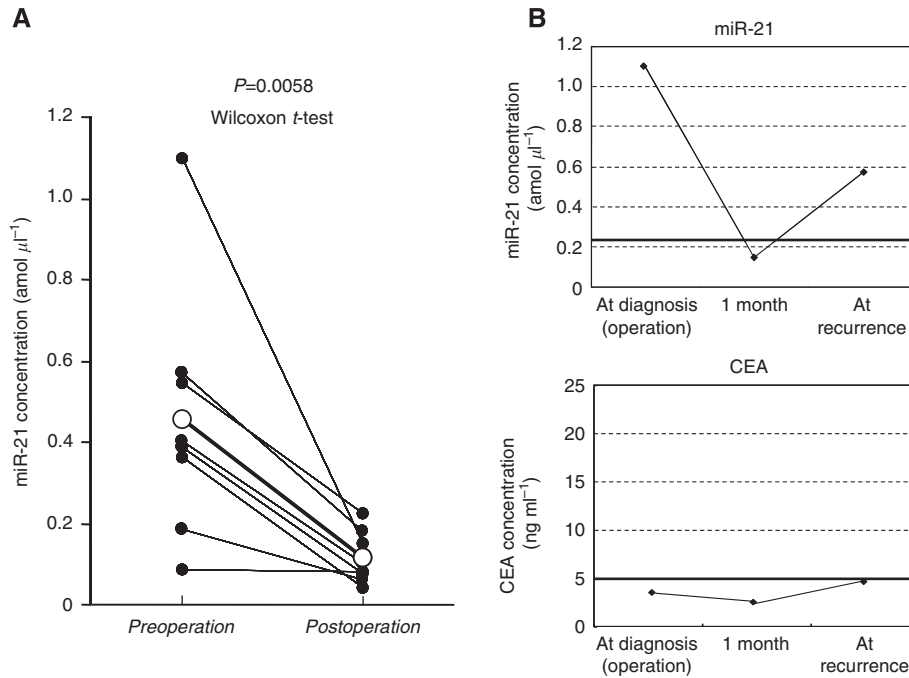 A
P=0.0058
Wilcoxon t-test
miR-21 concentration (amol μl⁻¹)
1.2
1.0
0.8
0.6
0.4
0.2
0
Preoperation
Postoperation
B
miR-21
miR-21 concentration
(amol μl⁻¹)
1.2
1.0
0.8
0.6
0.4
0.2
0
At diagnosis
(operation)
1 month
At
recurrence
CEA
CEA concentration
(ng ml⁻¹)
25
20
15
10
5
0
At diagnosis
(operation)
1 month
At
recurrence